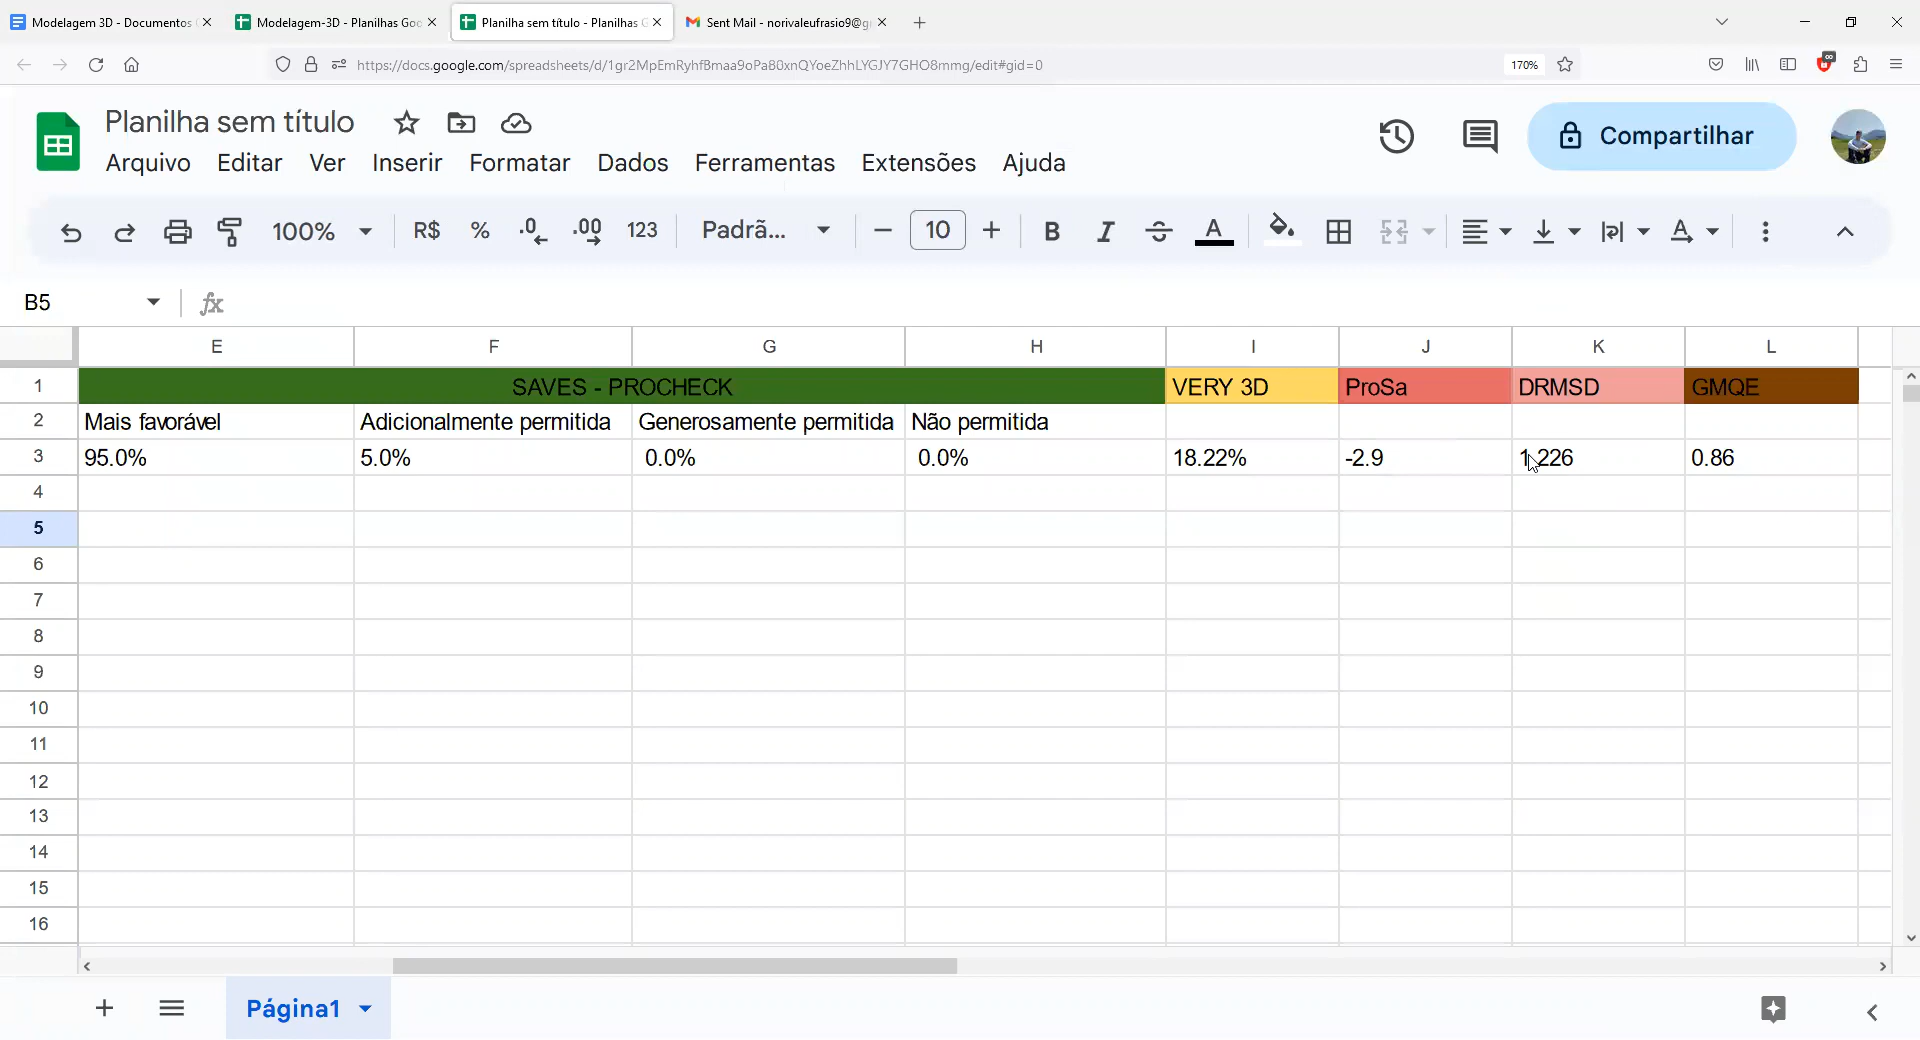 Modelagem 3D - Documentos
Modelagem-3D - Planilhas Goo
Planilha sem título - Planilhas G
Sent Mail - norivaleufrasio9@g
https://docs.google.com/spreadsheets/d/1gr2MpEmRyhfBmaa9oPa80xnQYoeZhhLYGJY7GHO8mmg/edit#gid=0
170%
Planilha sem título
Arquivo Editar Ver Inserir Formatar Dados Ferramentas Extensões Ajuda
Compartilhar
100% R$ % .0 .00 123 Padrã... 10 B I S A A
B5 fx
E F G H I J K L
1 SAVES - PROCHECK VERY 3D ProSa DRMSD GMQE
2 Mais favorável Adicionalmente permitida Generosamente permitida Não permitida
3 95.0% 5.0% 0.0% 0.0% 18.22% -2.9 1.226 0.86
4
5
6
7
8
9
10
11
12
13
14
15
16
Página1